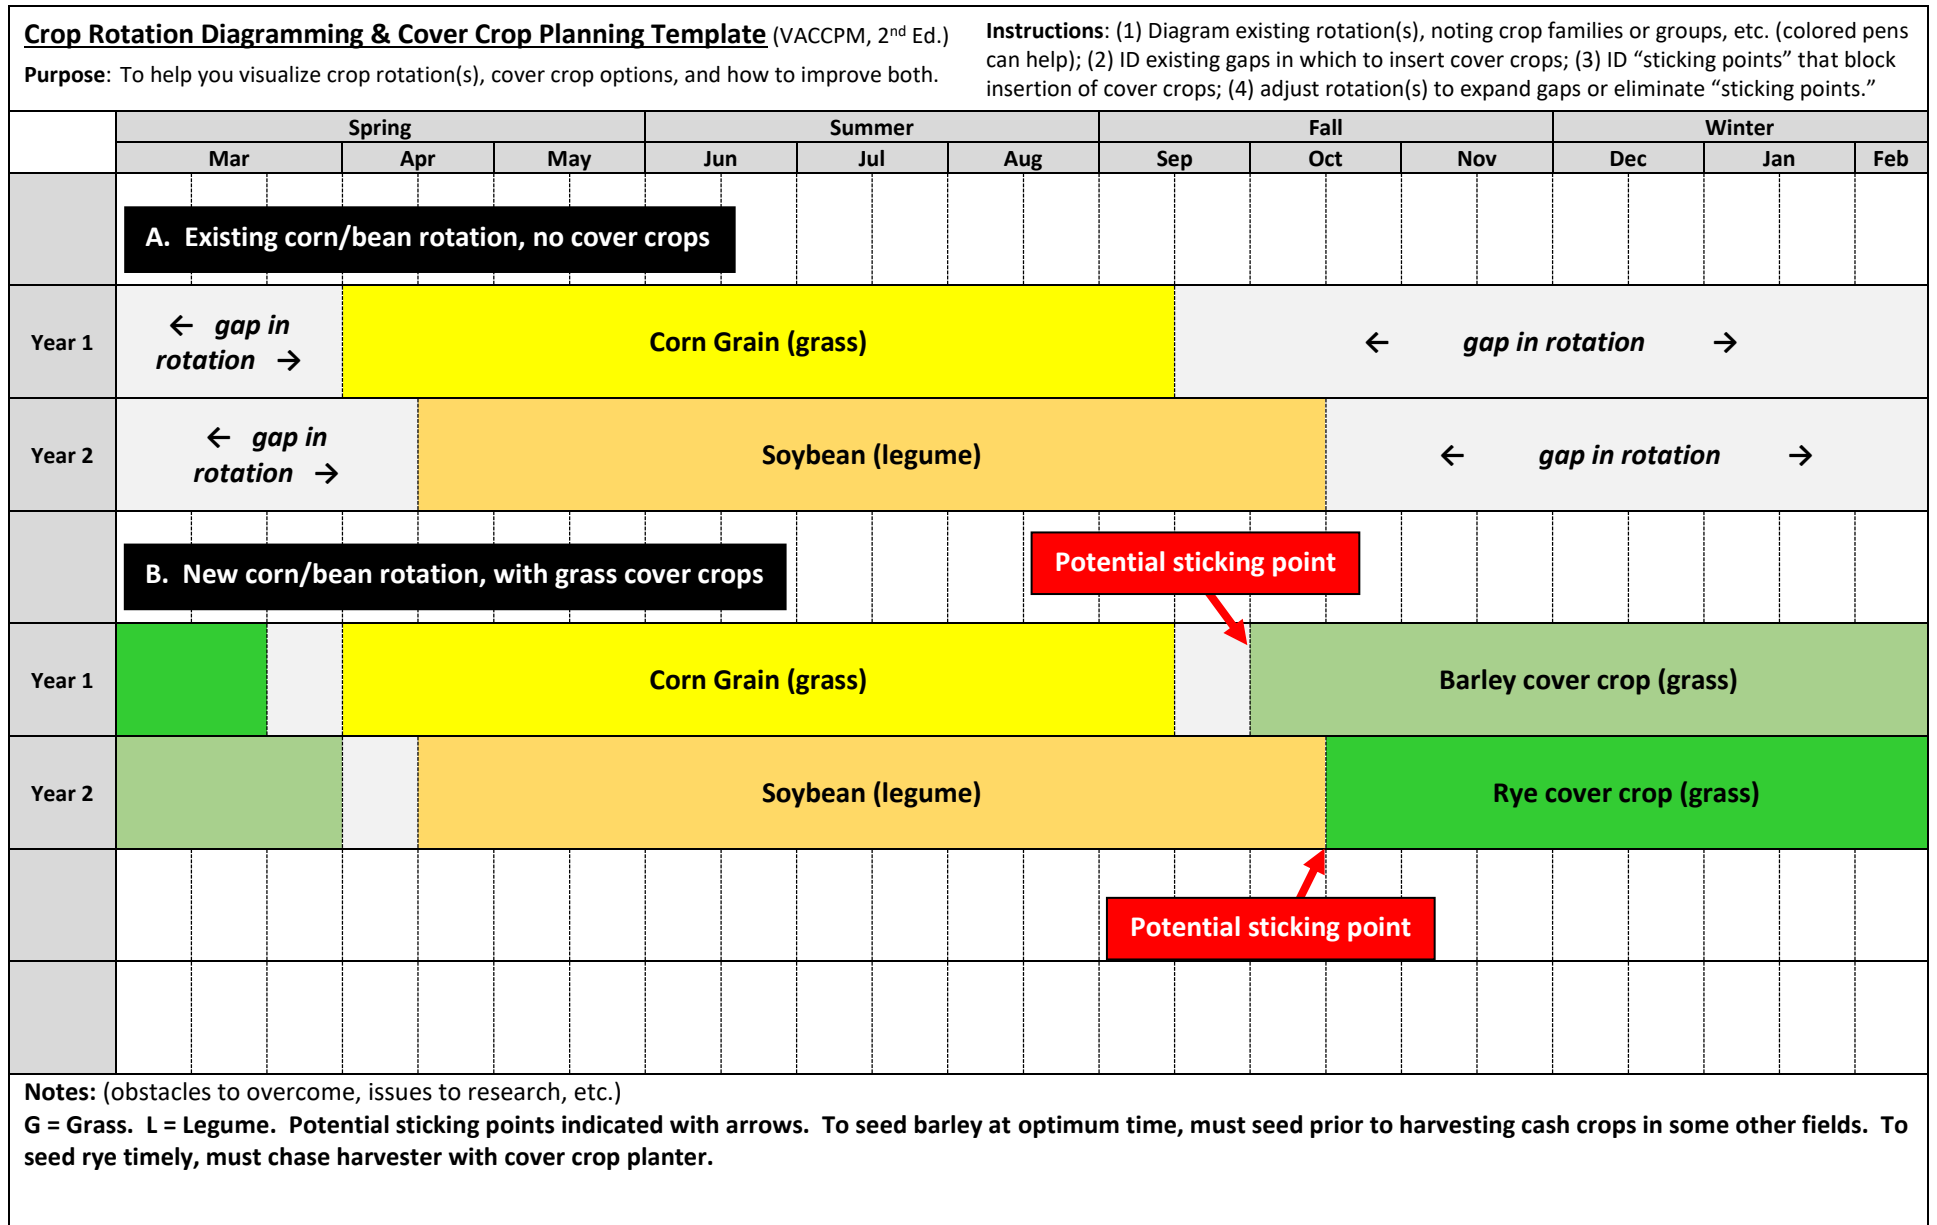 Crop Rotation Diagramming & Cover Crop Planning Template (VACCPM, 2nd Ed.)
Purpose: To help you visualize crop rotation(s), cover crop options, and how to improve both.
Instructions: (1) Diagram existing rotation(s), noting crop families or groups, etc. (colored pens
can help); (2) ID existing gaps in which to insert cover crops; (3) ID “sticking points” that block
insertion of cover crops; (4) adjust rotation(s) to expand gaps or eliminate “sticking points.”
Spring Summer Fall Winter
Mar Apr May Jun Jul Aug Sep Oct Nov Dec Jan Feb
A. Existing corn/bean rotation, no cover crops
Year 1
← gap in
rotation →
Corn Grain (grass)
← gap in rotation →
Year 2
← gap in
rotation →
Soybean (legume)
← gap in rotation →
B. New corn/bean rotation, with grass cover crops
Potential sticking point
Year 1
Corn Grain (grass)
Barley cover crop (grass)
Year 2
Soybean (legume)
Rye cover crop (grass)
Potential sticking point
Notes: (obstacles to overcome, issues to research, etc.)
G = Grass. L = Legume. Potential sticking points indicated with arrows. To seed barley at optimum time, must seed prior to harvesting cash crops in some other fields. To
seed rye timely, must chase harvester with cover crop planter.